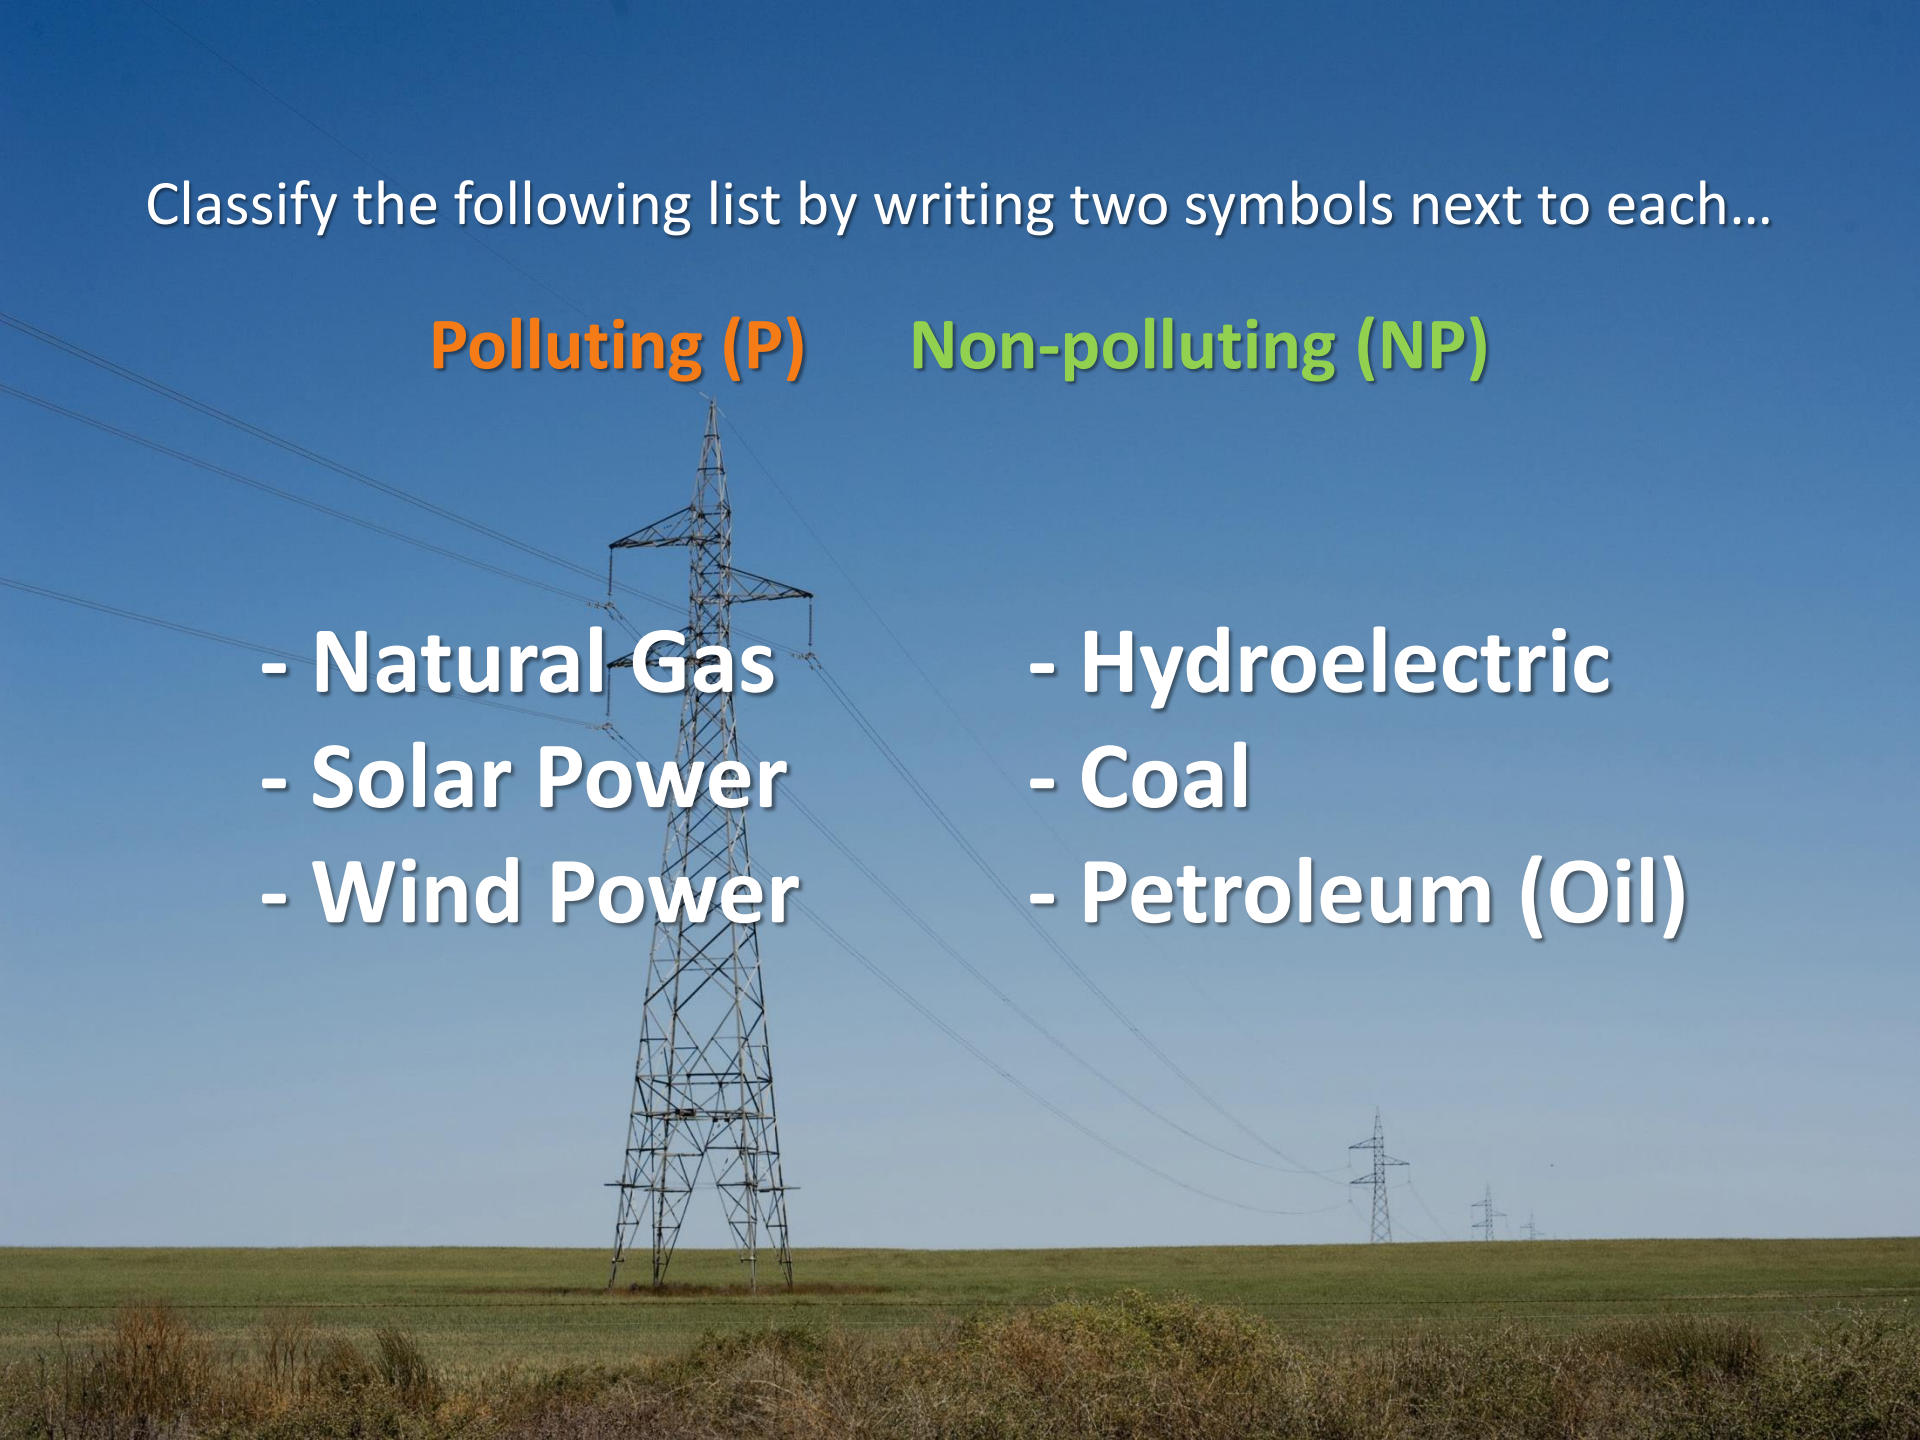 Classify the following list by writing two symbols next to each…
Polluting (P) Non-polluting (NP)
- Natural Gas
- Solar Power
- Wind Power
- Hydroelectric
- Coal
- Petroleum (Oil)